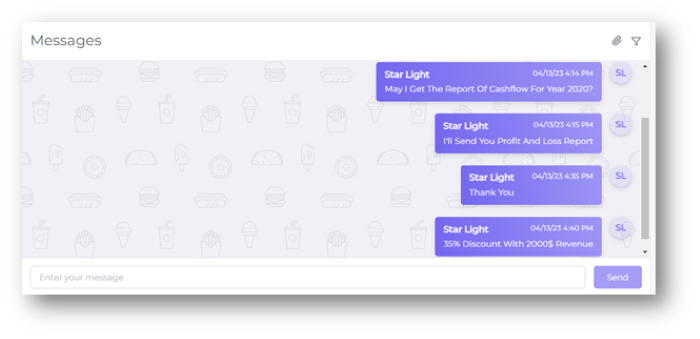 Messages
Star Light 04/13/23 4:14 PM SL
May I Get The Report Of Cashflow For Year 2020?
Star Light 04/13/23 4:15 PM SL
I'll Send You Profit And Loss Report
Star Light 04/13/23 4:35 PM SL
Thank You
Star Light 04/13/23 4:40 PM SL
35% Discount With 2000$ Revenue
Enter your message Send